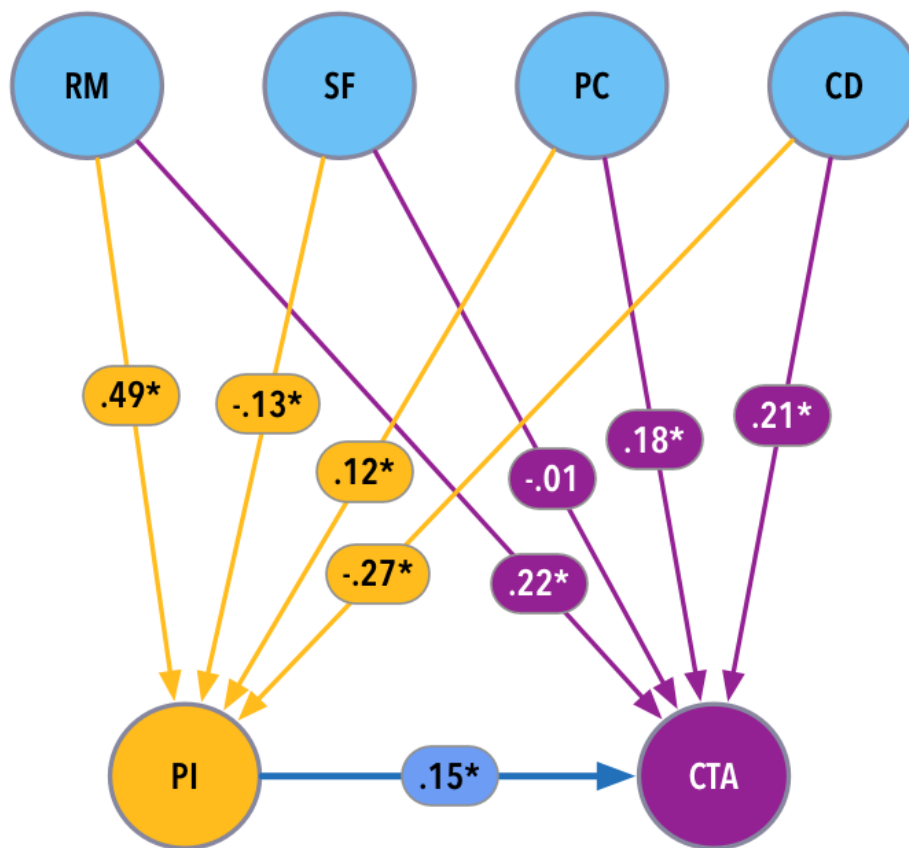 RM
SF
PC
CD
.49*
-.13*
.12*
-.27*
-.01
.22*
.18*
.21*
PI
.15*
CTA